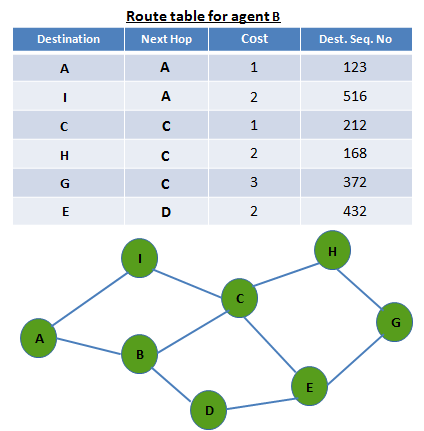 Route table for agent B
Destination Next Hop Cost Dest. Seq. No
A A 1 123
I A 2 516
C C 1 212
H C 2 168
G C 3 372
E D 2 432
H
I
C
G
A
B
E
D